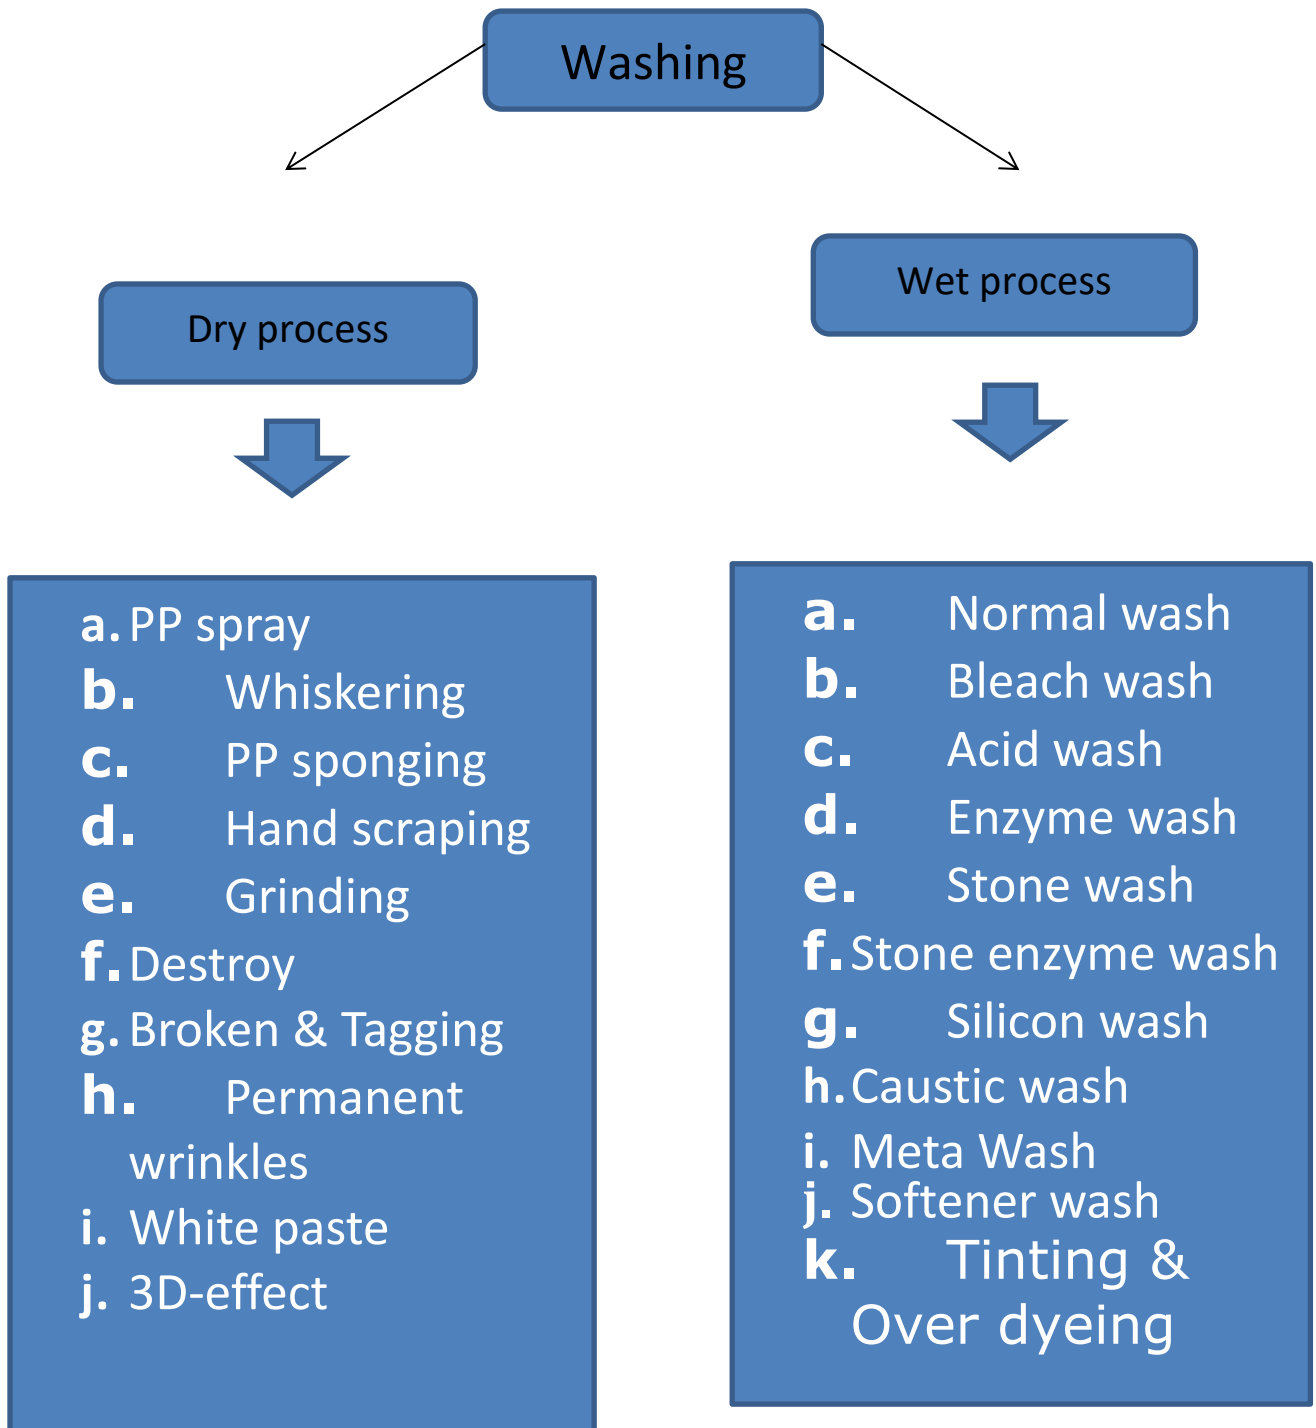 Washing
Dry process
Wet process
a. PP spray
b. Whiskering
c. PP sponging
d. Hand scraping
e. Grinding
f. Destroy
g. Broken & Tagging
h. Permanent
wrinkles
i. White paste
j. 3D-effect
a. Normal wash
b. Bleach wash
c. Acid wash
d. Enzyme wash
e. Stone wash
f. Stone enzyme wash
g. Silicon wash
h. Caustic wash
i. Meta Wash
j. Softener wash
k. Tinting &
Over dyeing